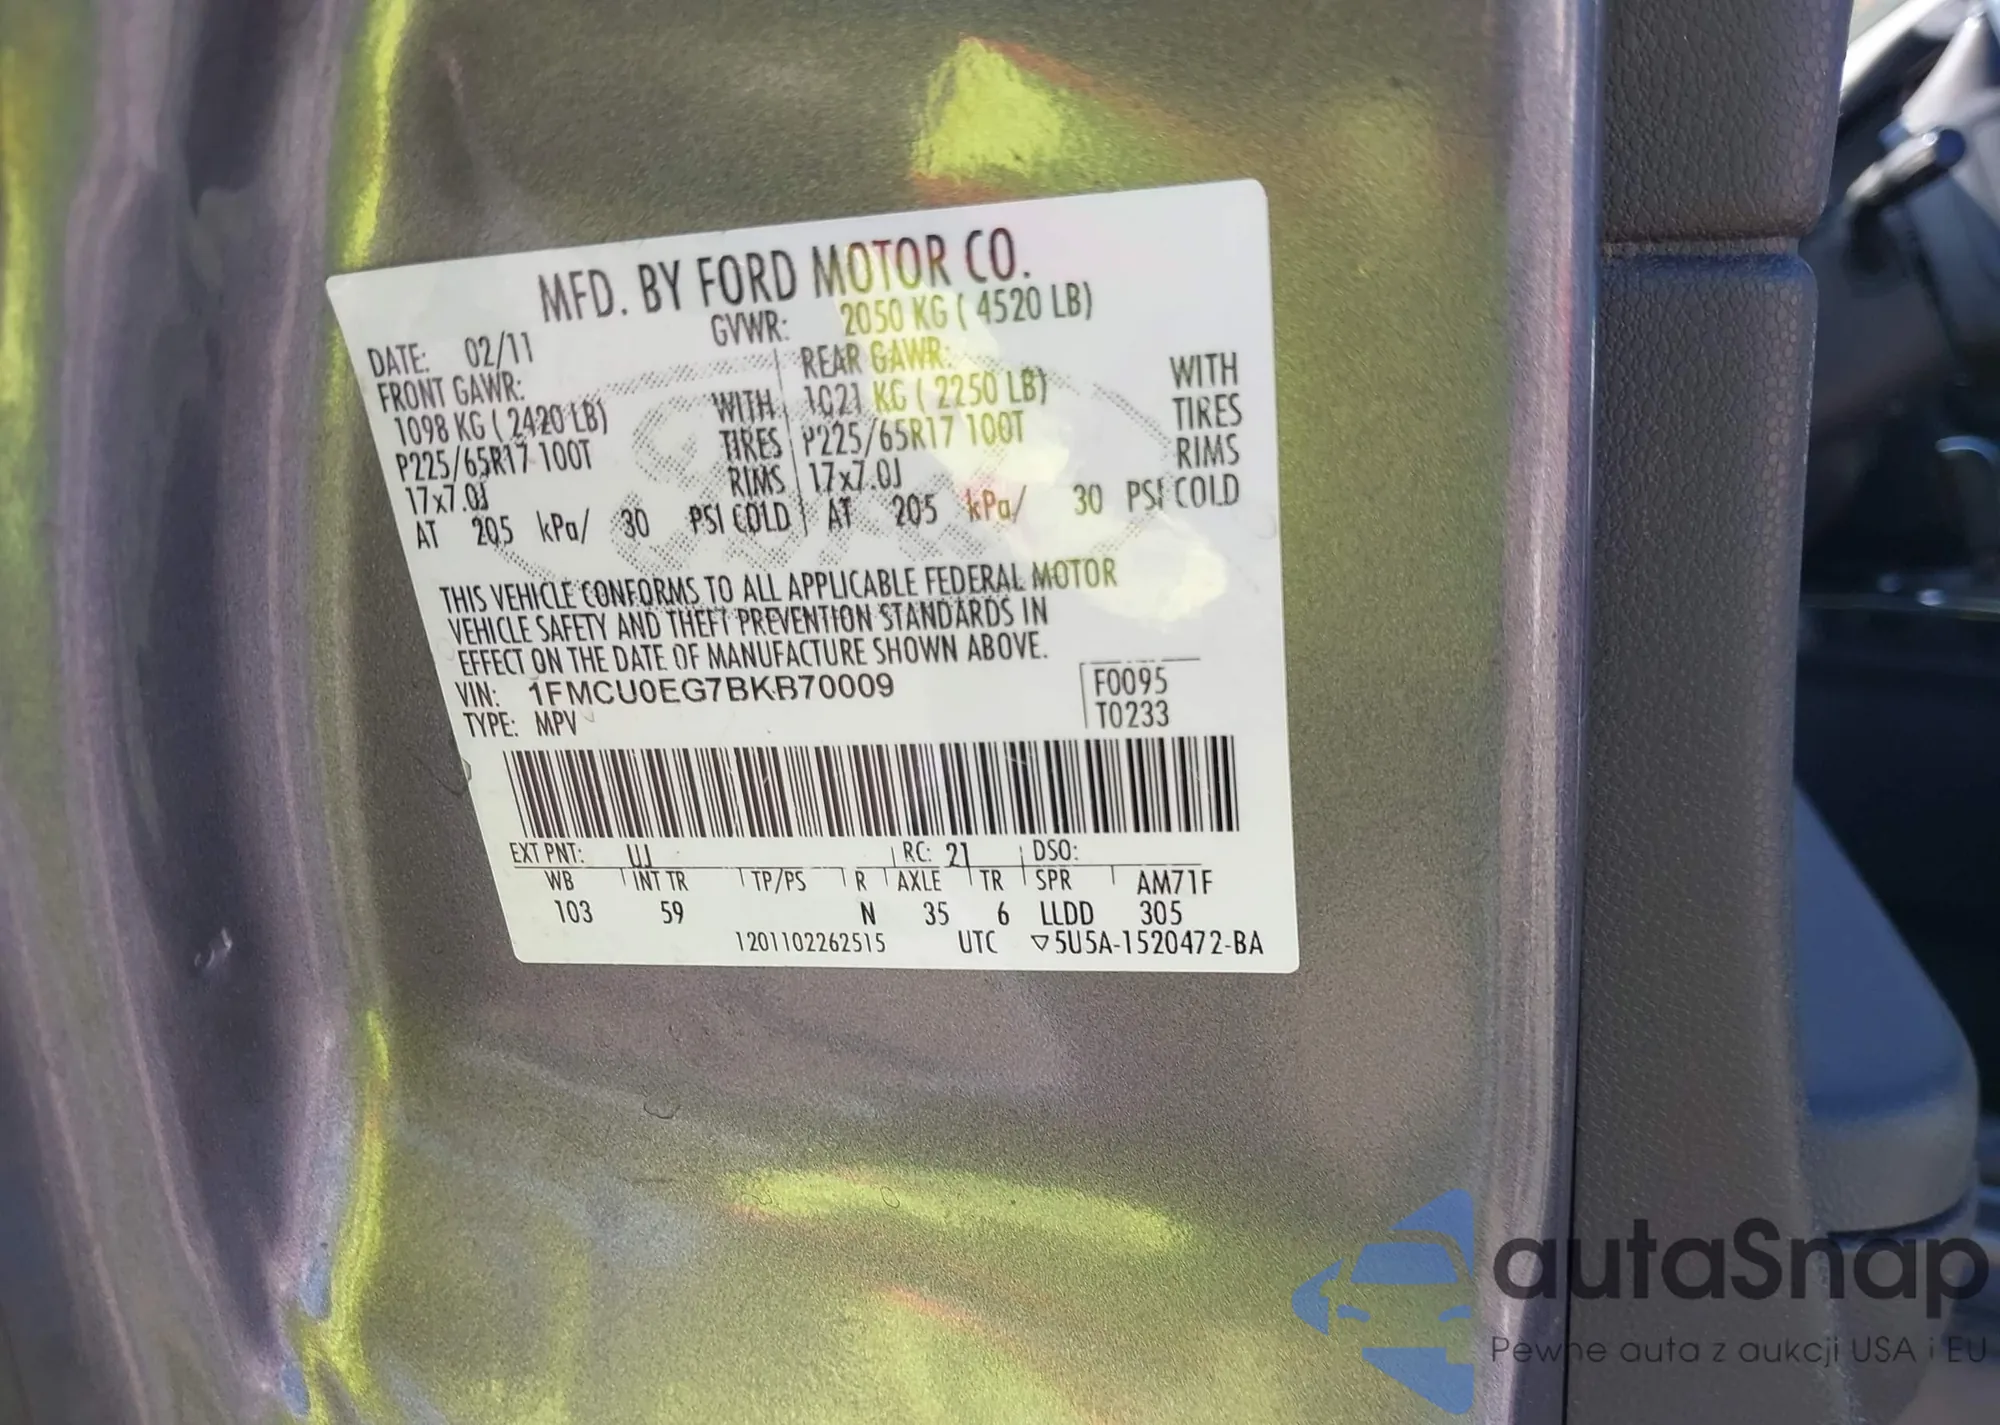 MFD. BY FORD MOTOR CO.
DATE: 02/11 GVWR: 2050 KG ( 4520 LB)
FRONT GAWR: REAR GAWR:
1098 KG ( 2420 LB) WITH 1021 KG ( 2250 LB) WITH
P225/65R17 100T TIRES P225/65R17 100T TIRES
17x7.0J RIMS 17x7.0J RIMS
AT 205 kPa/ 30 PSI COLD AT 205 kPa/ 30 PSI COLD
THIS VEHICLE CONFORMS TO ALL APPLICABLE FEDERAL MOTOR
VEHICLE SAFETY AND THEFT PREVENTION STANDARDS IN
EFFECT ON THE DATE OF MANUFACTURE SHOWN ABOVE.
VIN: 1FMCU0EG7BKB70009 F0095
TYPE: MPV T0233
EXT PNT: UJ RC: 21 DSO:
WB INT TR TP/PS R AXLE TR SPR AM71F
103 59 N 35 6 LLDD 305
1201102262515 UTC ▽5U5A-1520472-BA
autaSnap
Pewne auta z aukcji USA i EU